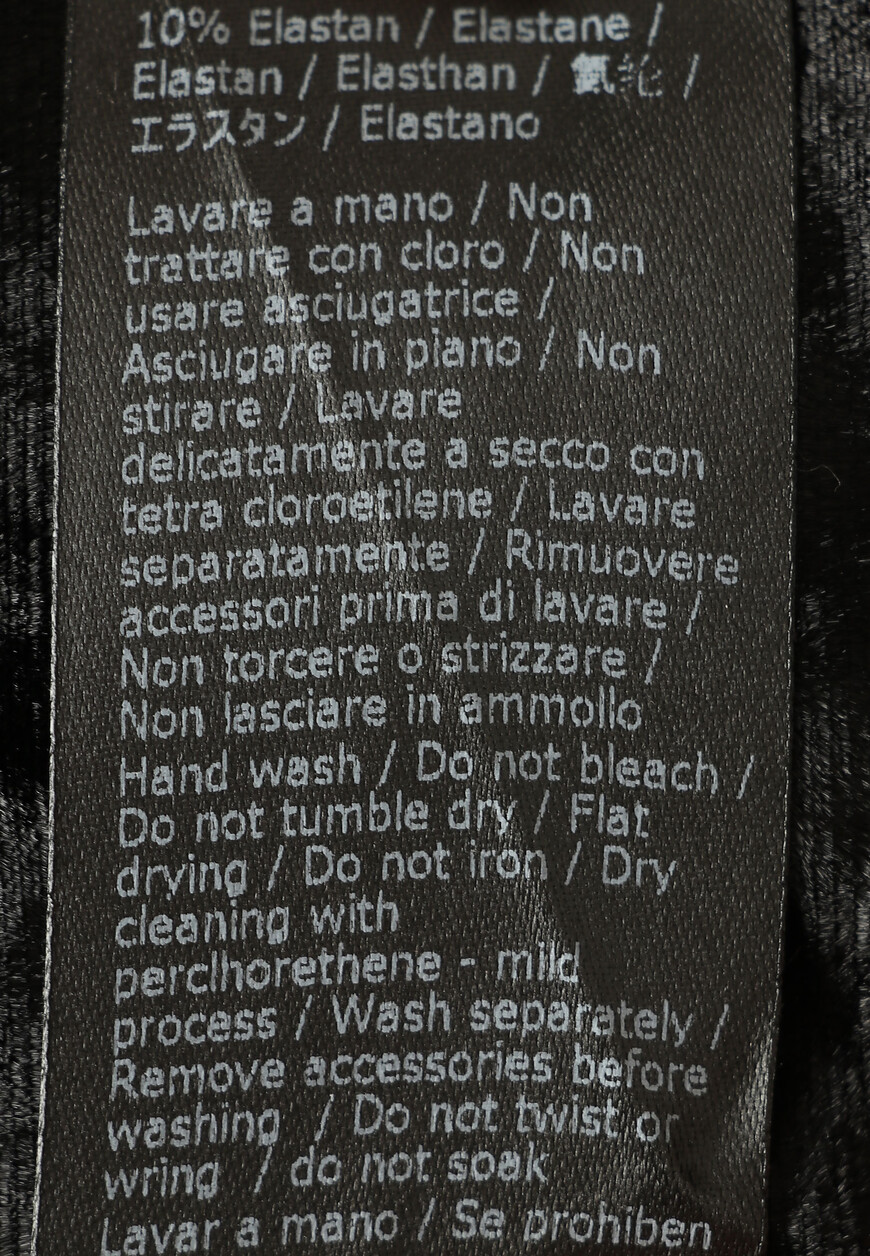 10% Elastan / Elastane /
Elastan / Elasthan / 氨纶 /
エラスタン / Elastano
Lavare a mano / Non
trattare con cloro / Non
usare asciugatrice /
Asciugare in piano / Non
stirare / Lavare
delicatamente a secco con
tetra cloroetilene / Lavare
separatamente / Rimuovere
accessori prima di lavare /
Non torcere o strizzare /
Non lasciare in ammollo
Hand wash / Do not bleach /
Do not tumble dry / Flat
drying / Do not iron / Dry
cleaning with
perclhorethene - mild
process / Wash separately /
Remove accessories before
washing / Do not twist or
wring / do not soak
Lavar a mano / Se prohiben